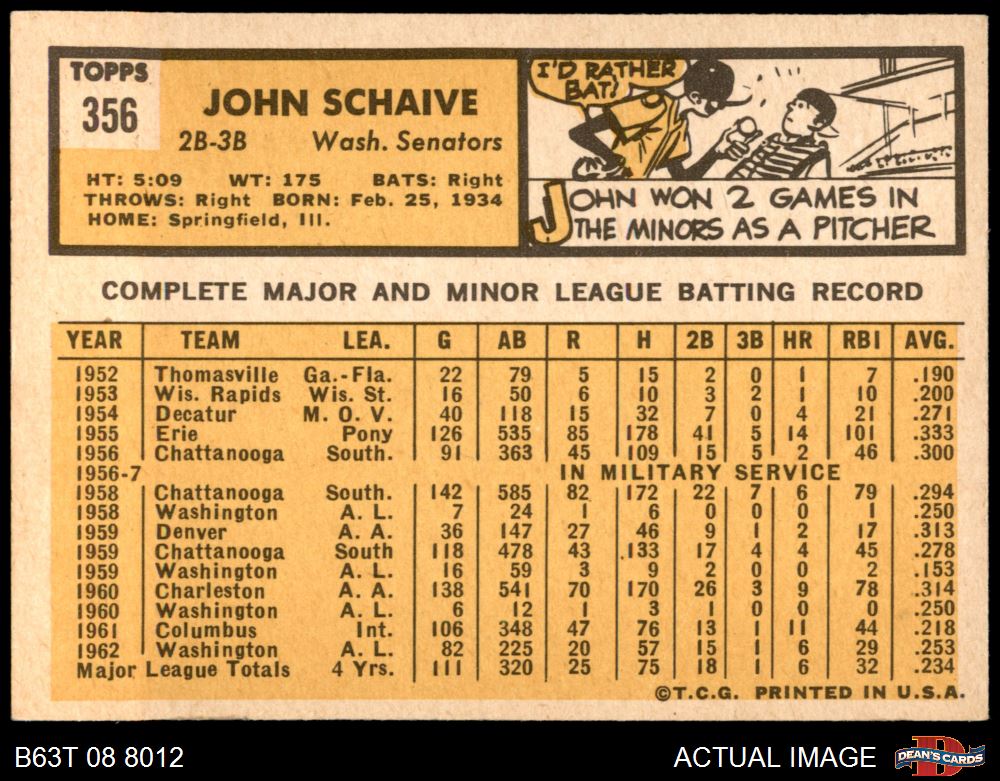 TOPPS
356
JOHN SCHAIVE
2B-3B Wash. Senators
HT: 5:09 WT: 175 BATS: Right
THROWS: Right BORN: Feb. 25, 1934
HOME: Springfield, Ill.
I'D RATHER
BAT!
JOHN WON 2 GAMES IN
THE MINORS AS A PITCHER
COMPLETE MAJOR AND MINOR LEAGUE BATTING RECORD
YEAR TEAM LEA. G AB R H 2B 3B HR RBI AVG.
1952 Thomasville Ga.-Fla. 22 79 5 15 2 0 1 7 .190
1953 Wis. Rapids Wis. St. 16 50 6 10 3 2 1 10 .200
1954 Decatur M. O. V. 40 118 15 32 7 0 4 21 .271
1955 Erie Pony 126 535 85 178 41 5 14 101 .333
1956 Chattanooga South. 91 363 45 109 15 5 2 46 .300
1956-7 IN MILITARY SERVICE
1958 Chattanooga South. 142 585 82 172 22 7 6 79 .294
1958 Washington A. L. 7 24 1 6 0 0 0 1 .250
1959 Denver A. A. 36 147 27 46 9 1 2 17 .313
1959 Chattanooga South 118 478 43 133 17 4 4 45 .278
1959 Washington A. L. 16 59 3 9 2 0 0 2 .153
1960 Charleston A. A. 138 541 70 170 26 3 9 78 .314
1960 Washington A. L. 6 12 1 3 1 0 0 0 .250
1961 Columbus Int. 106 348 47 76 13 1 11 44 .218
1962 Washington A. L. 82 225 20 57 15 1 6 29 .253
Major League Totals 4 Yrs. 111 320 25 75 18 1 6 32 .234
©T.C.G. PRINTED IN U.S.A.
B63T 08 8012 ACTUAL IMAGE
DEAN'S CARDS